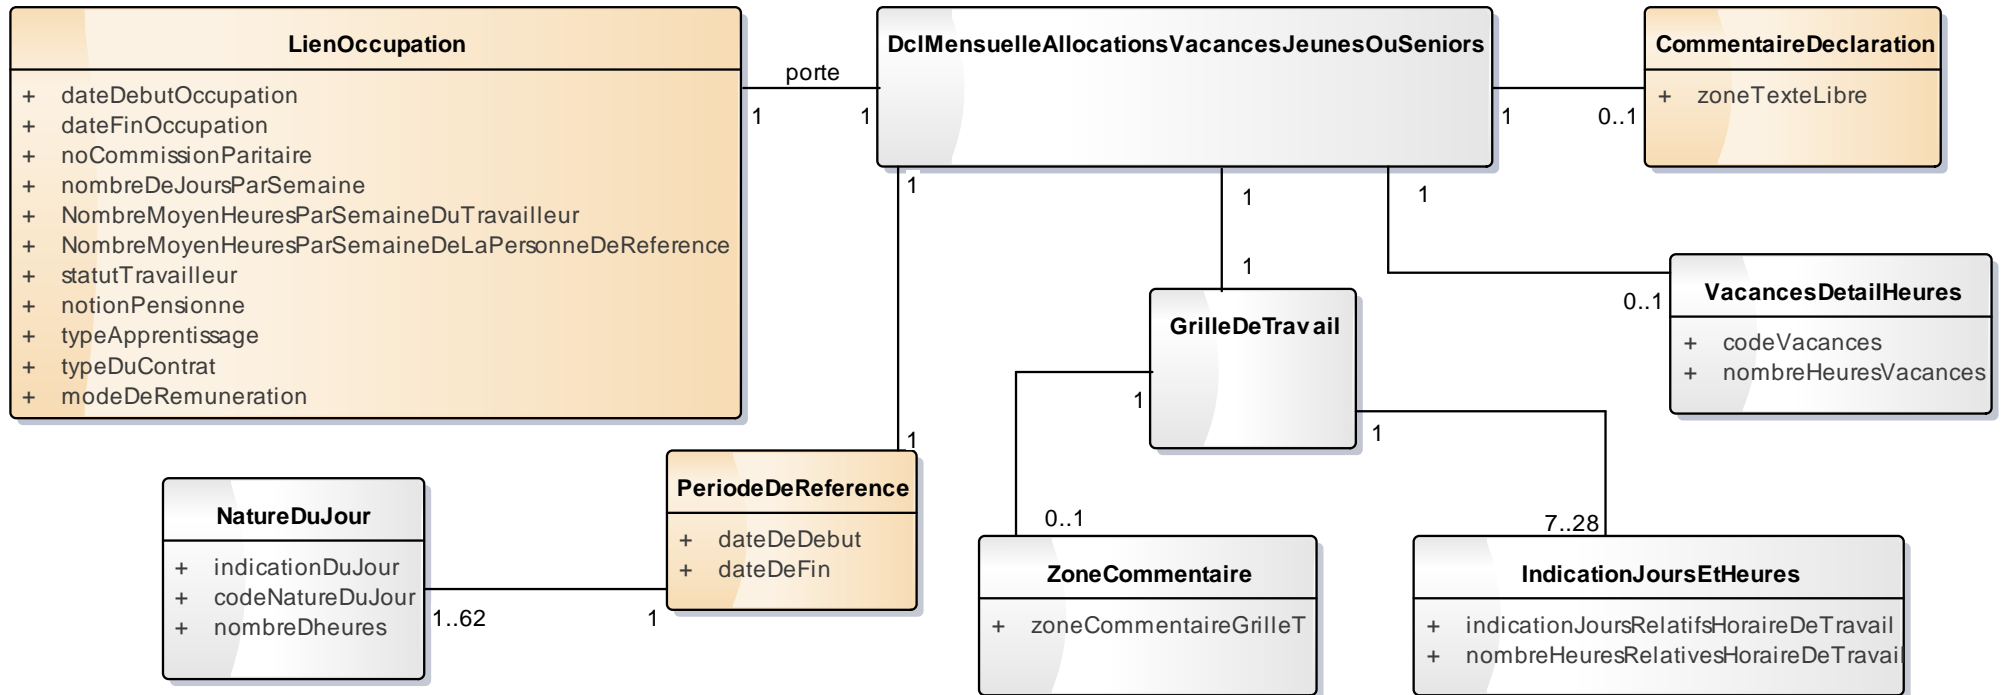 LienOccupation
+ dateDebutOccupation
+ dateFinOccupation
+ noCommissionParitaire
+ nombreDeJoursParSemaine
+ NombreMoyenHeuresParSemaineDuTravailleur
+ NombreMoyenHeuresParSemaineDeLaPersonneDeReference
+ statutTravailleur
+ notionPensionne
+ typeApprentissage
+ typeDuContrat
+ modeDeRemuneration
porte
1
1
DclMensuelleAllocationsVacancesJeunesOuSeniors
1
0..1
CommentaireDeclaration
+ zoneTexteLibre
1
1
1
1
0..1
VacancesDetailHeures
+ codeVacances
+ nombreHeuresVacances
GrilleDeTravail
1
1
1
PeriodeDeReference
+ dateDeDebut
+ dateDeFin
NatureDuJour
+ indicationDuJour
+ codeNatureDuJour
+ nombreDheures
1..62
1
0..1
ZoneCommentaire
+ zoneCommentaireGrilleT
7..28
IndicationJoursEtHeures
+ indicationJoursRelatifsHoraireDeTravail
+ nombreHeuresRelativesHoraireDeTravail